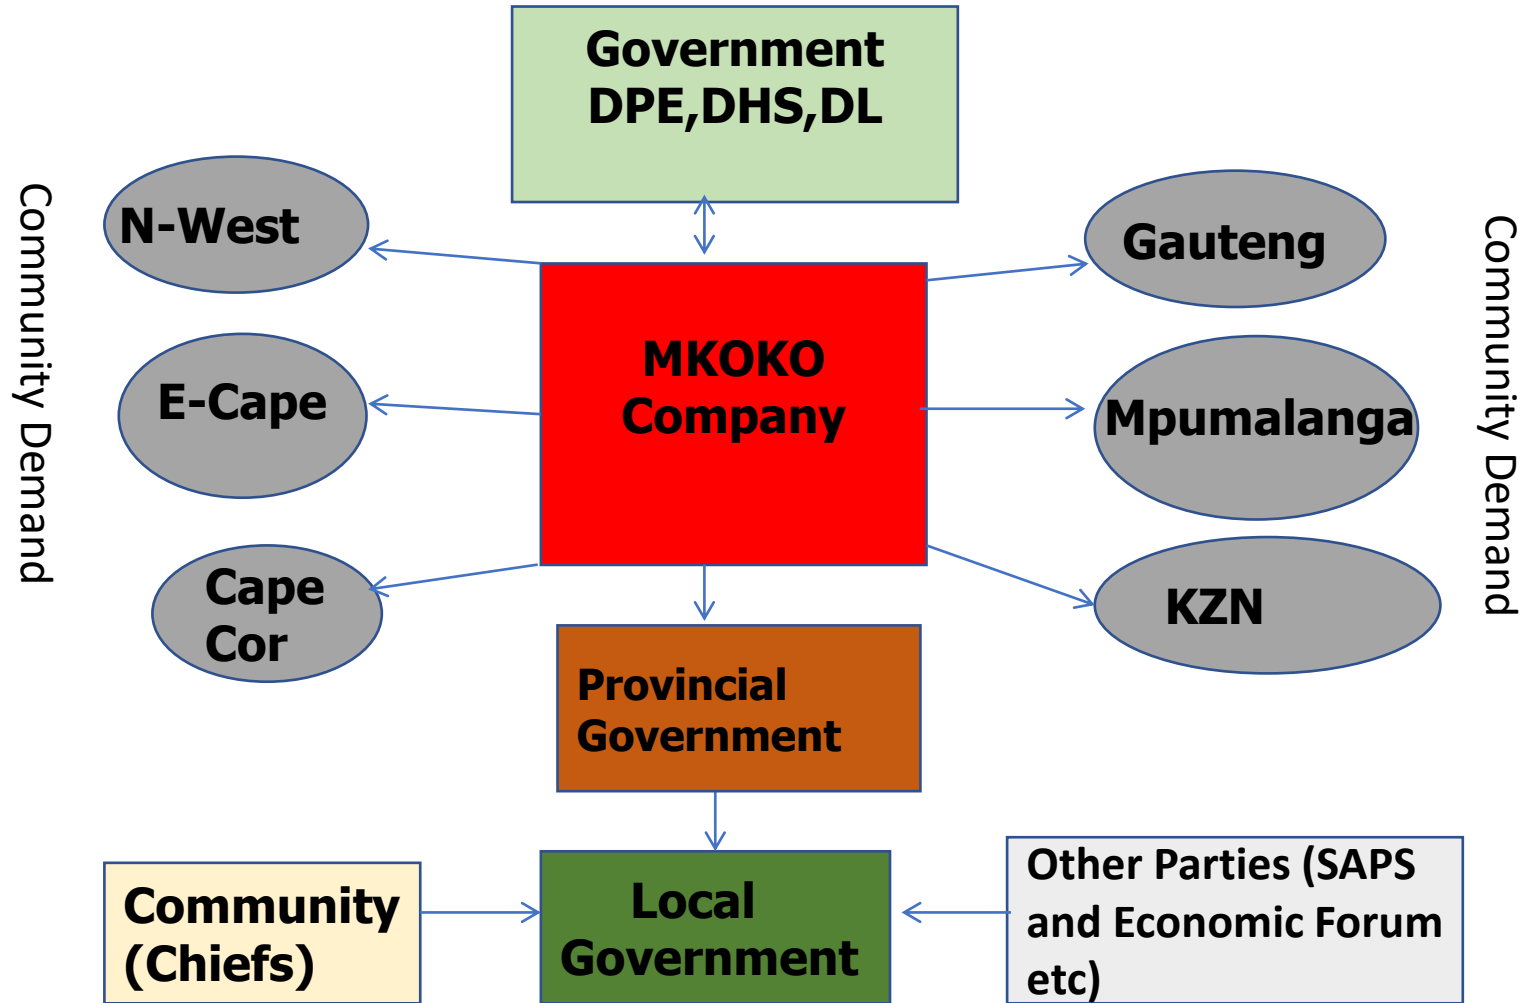 Government
DPE,DHS,DL
Community Demand
N-West
Gauteng
Community Demand
MKOKO
Company
E-Cape
Mpumalanga
Cape
Cor
KZN
Provincial
Government
Community
(Chiefs)
Local
Government
Other Parties (SAPS
and Economic Forum
etc)